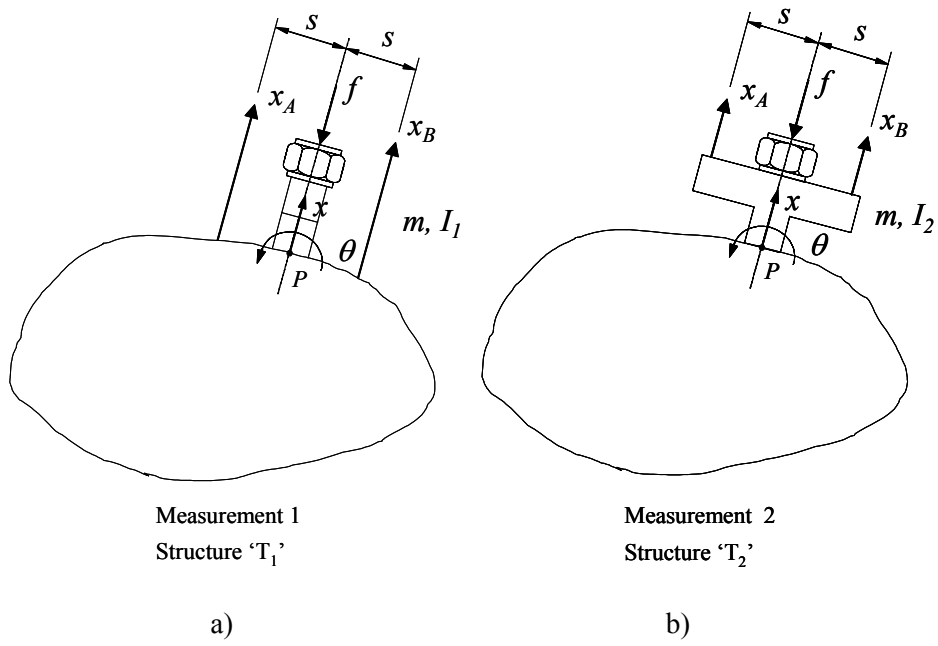 s
s
f
x_A
x_B
x
m, I_1
θ
P
Measurement 1
Structure ‘T_1’
a)
s
s
f
x_A
x_B
x
m, I_2
θ
P
Measurement 2
Structure ‘T_2’
b)